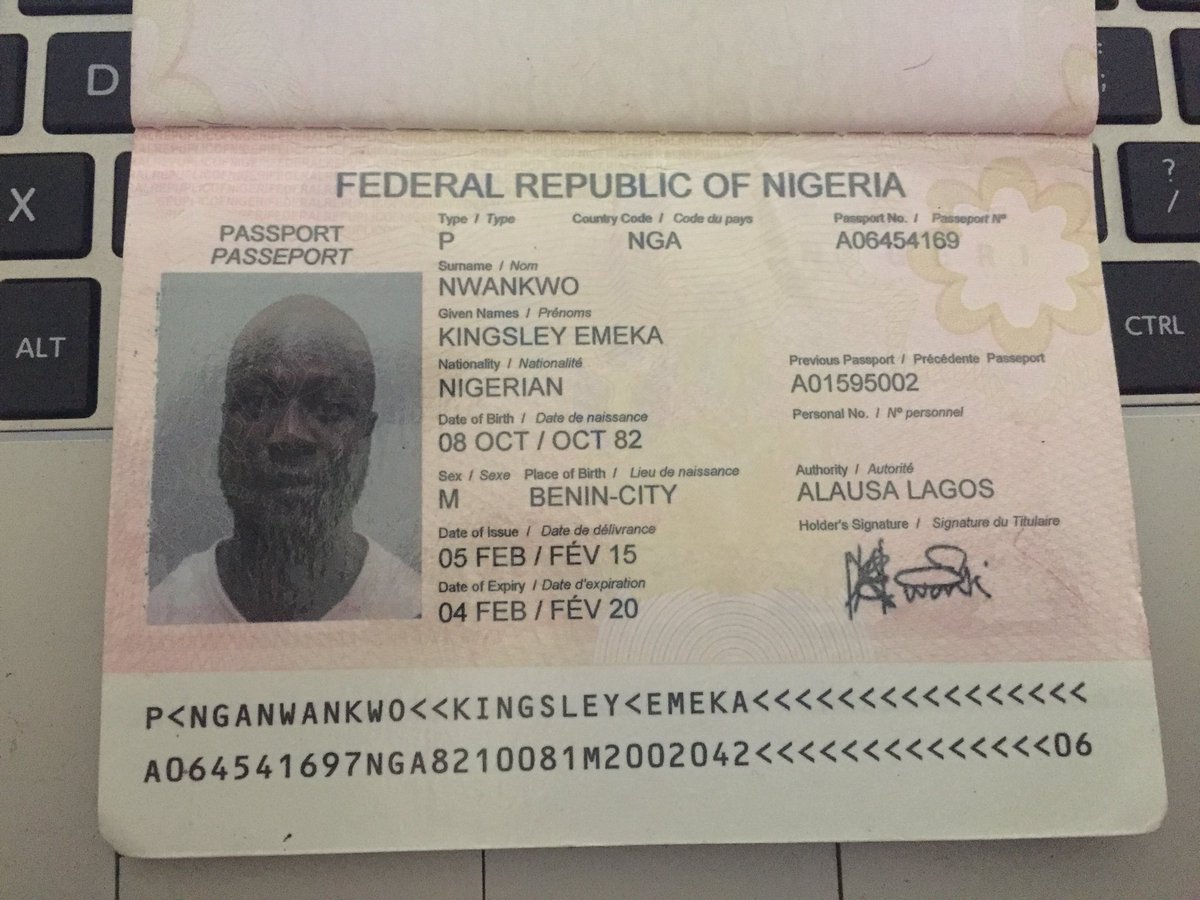 D
X
ALT
:
;
?
/
CTRL
FEDERAL REPUBLIC OF NIGERIA
PASSPORT
PASSEPORT
Type / Type Country Code / Code du pays Passport No. / Passeport Nº
P NGA A06454169
Surname / Nom
NWANKWO
Given Names / Prénoms
KINGSLEY EMEKA
Nationality / Nationalité Previous Passport / Précédente Passeport
NIGERIAN A01595002
Date of Birth / Date de naissance Personal No. / Nº personnel
08 OCT / OCT 82
Sex / Sexe Place of Birth / Lieu de naissance Authority / Autorité
M BENIN-CITY ALAUSA LAGOS
Date of Issue / Date de délivrance Holder's Signature / Signature du Titulaire
05 FEB / FÉV 15
Date of Expiry / Date d'expiration
04 FEB / FÉV 20
P<NGANWANKWO<<KINGSLEY<EMEKA<<<<<<<<<<<<<<<<
A064541697NGA8210081M2002042<<<<<<<<<<<<<<06